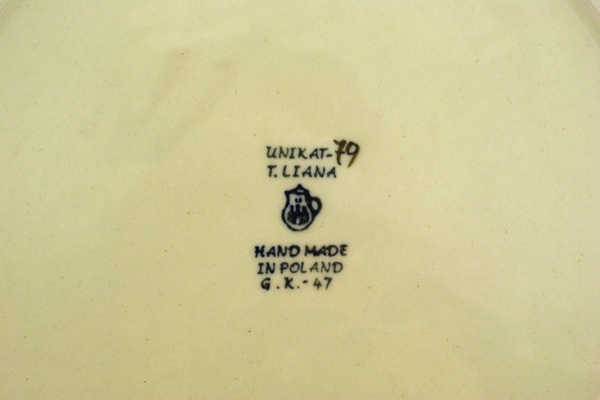 UNIKAT-79
T. LIANA
HAND MADE
IN POLAND
G.K.-47